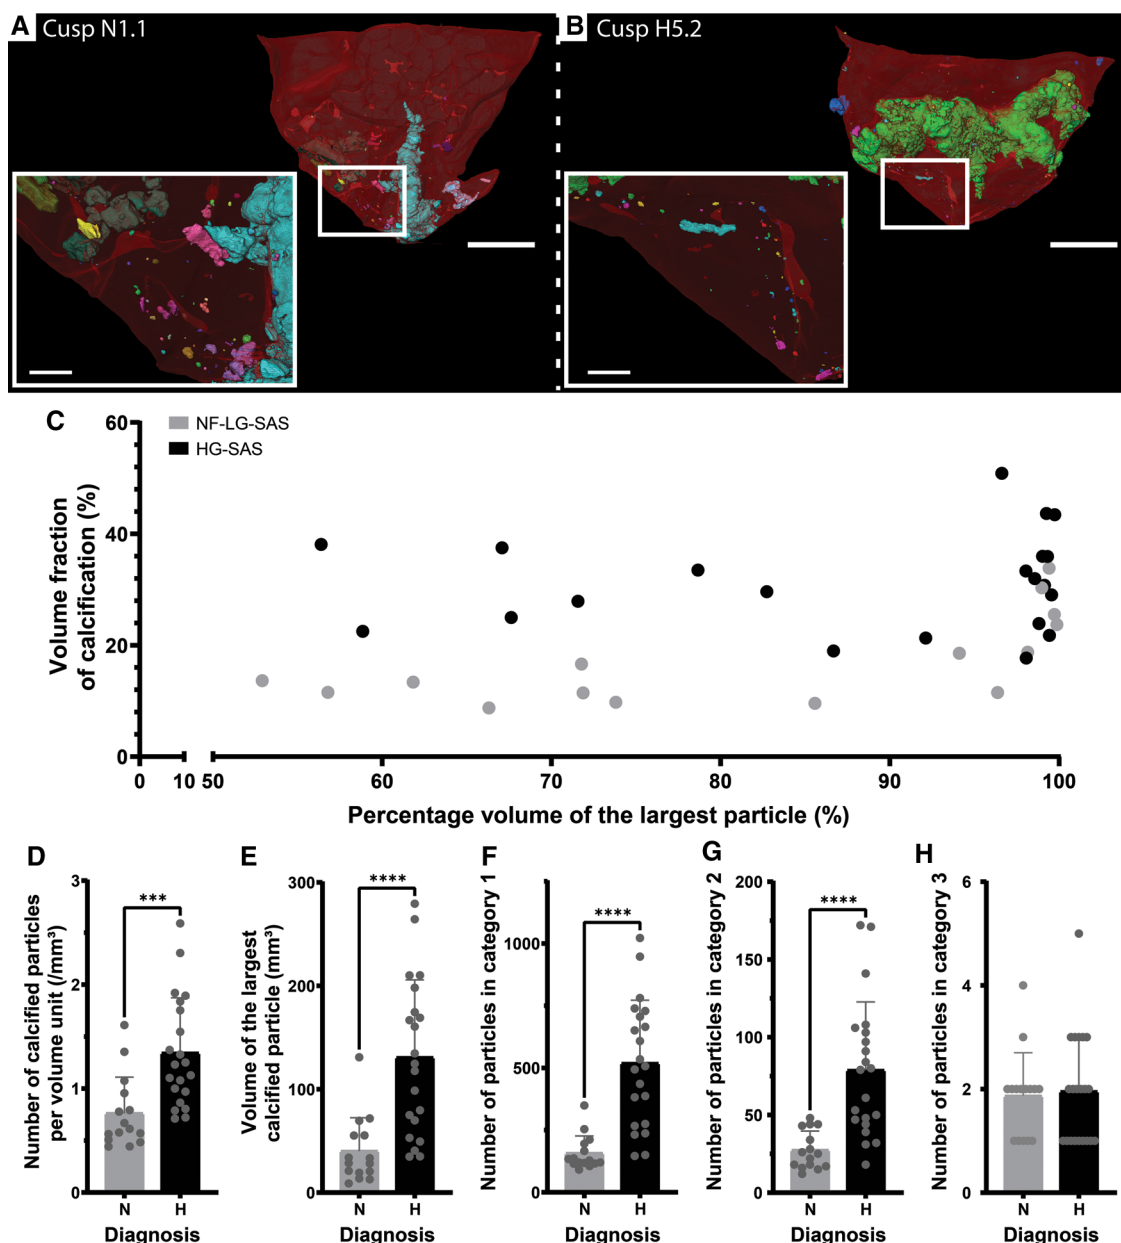 A Cusp N1.1
B Cusp H5.2
C
NF-LG-SAS
HG-SAS
Volume fraction
of calcification (%)
60
40
20
0
0 10 50 60 70 80 90 100
Percentage volume of the largest particle (%)
D
Number of calcified particles
per volume unit (/mm³)
3
2
1
0
***
N H
Diagnosis
E
Volume of the largest
calcified particle (mm³)
300
200
100
0
****
N H
Diagnosis
F
Number of particles in category 1
1000
500
0
****
N H
Diagnosis
G
Number of particles in category 2
200
150
100
50
0
****
N H
Diagnosis
H
Number of particles in category 3
6
4
2
0
N H
Diagnosis